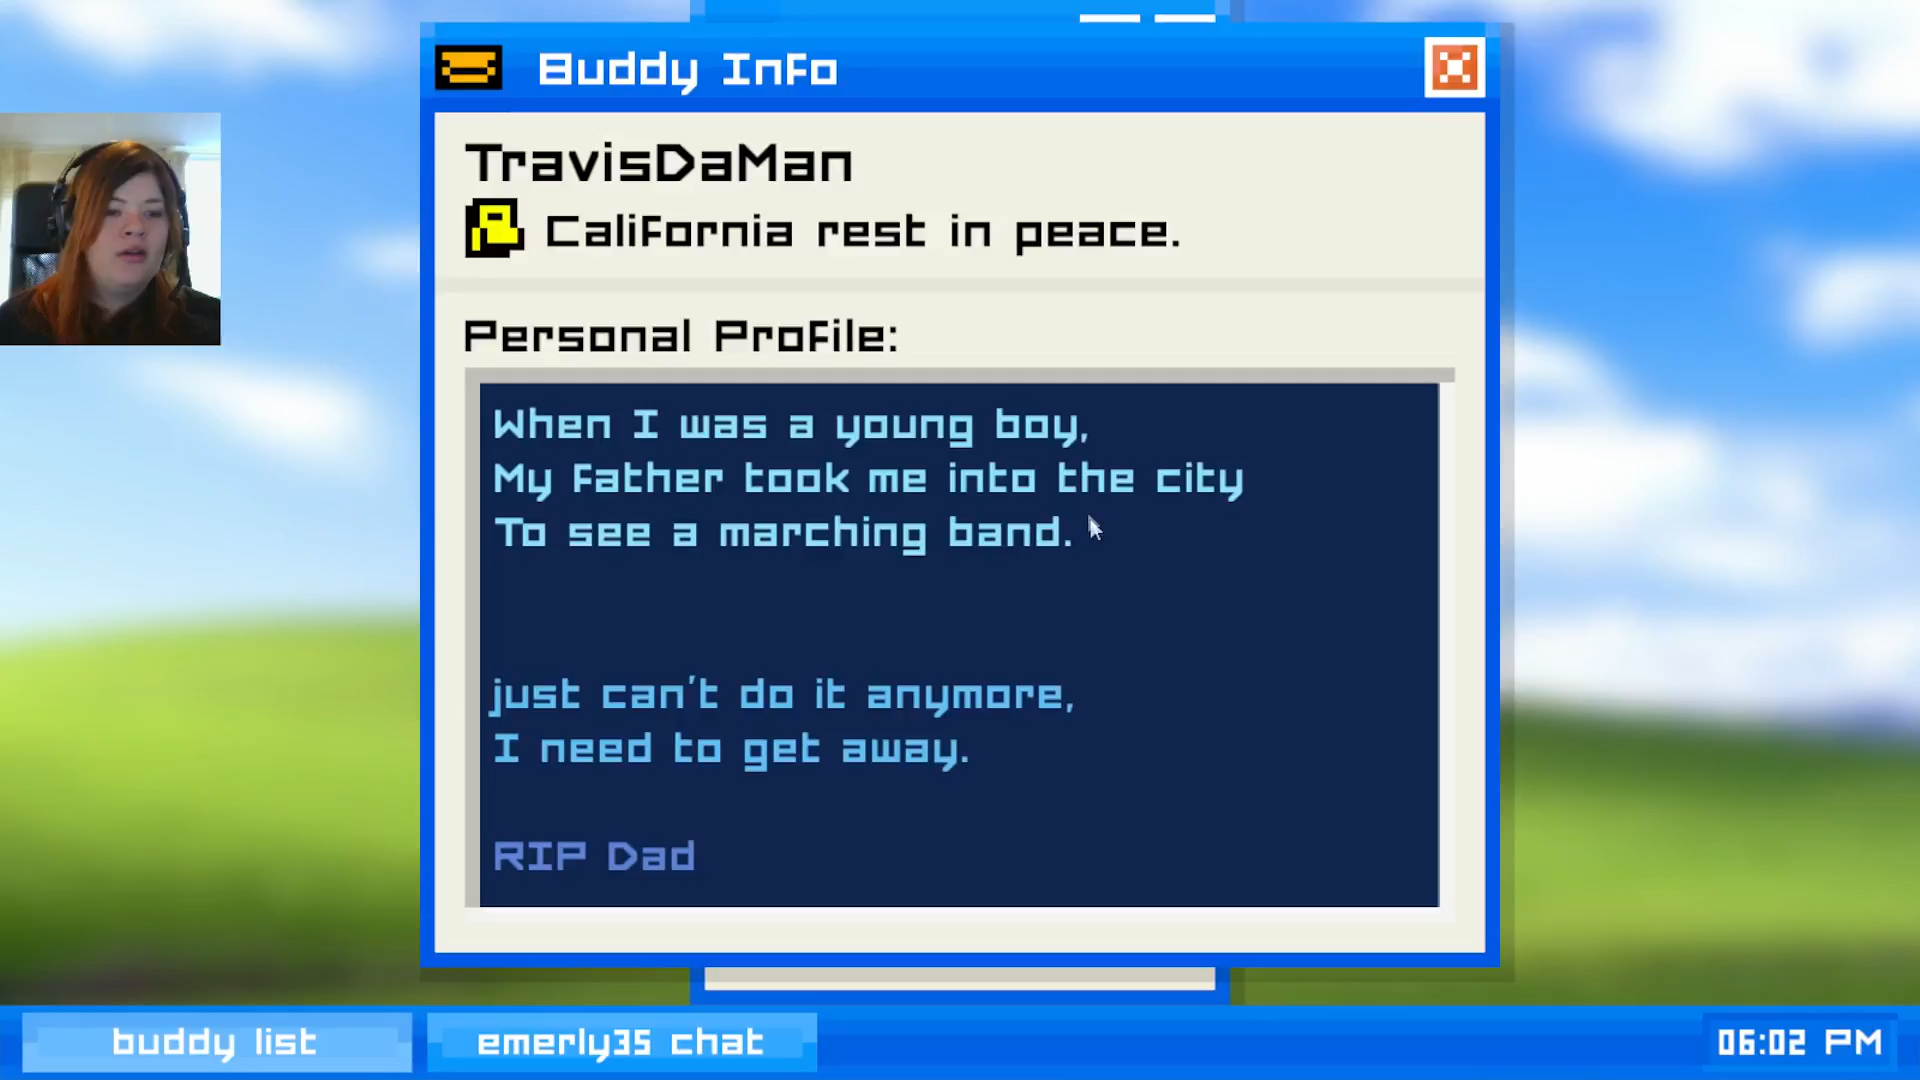 Buddy Info
TravisDaMan
California rest in peace.
Personal Profile:
When I was a young boy,
My father took me into the city
To see a marching band.
just can't do it anymore,
I need to get away.
RIP Dad
buddy list
emerly35 chat
06:02 PM